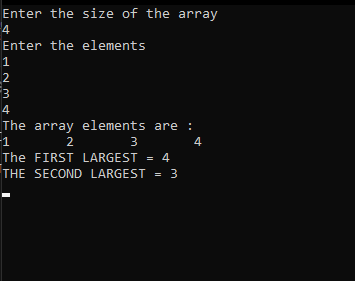 Enter the size of the array
4
Enter the elements
1
2
3
4
The array elements are :
1 2 3 4
The FIRST LARGEST = 4
THE SECOND LARGEST = 3